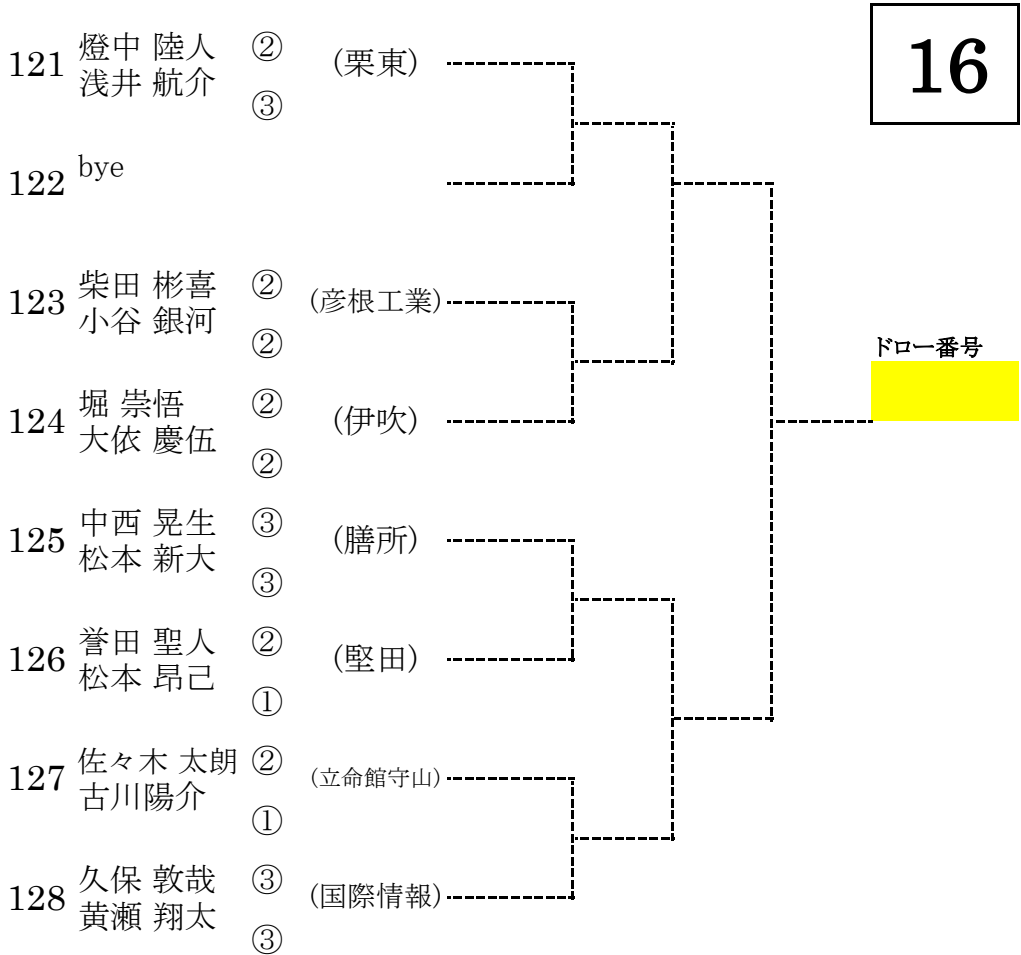 16
121 燈中 陸人 ② (栗東)
浅井 航介 ③
122 bye
123 柴田 彬喜 ② (彦根工業)
小谷 銀河 ②
ドロー番号
124 堀 崇悟 ② (伊吹)
大依 慶伍 ②
125 中西 晃生 ③ (膳所)
松本 新大 ③
126 誉田 聖人 ② (堅田)
松本 昂己 ①
127 佐々木 太朗 ② (立命館守山)
古川陽介 ①
128 久保 敦哉 ③ (国際情報)
黄瀬 翔太 ③